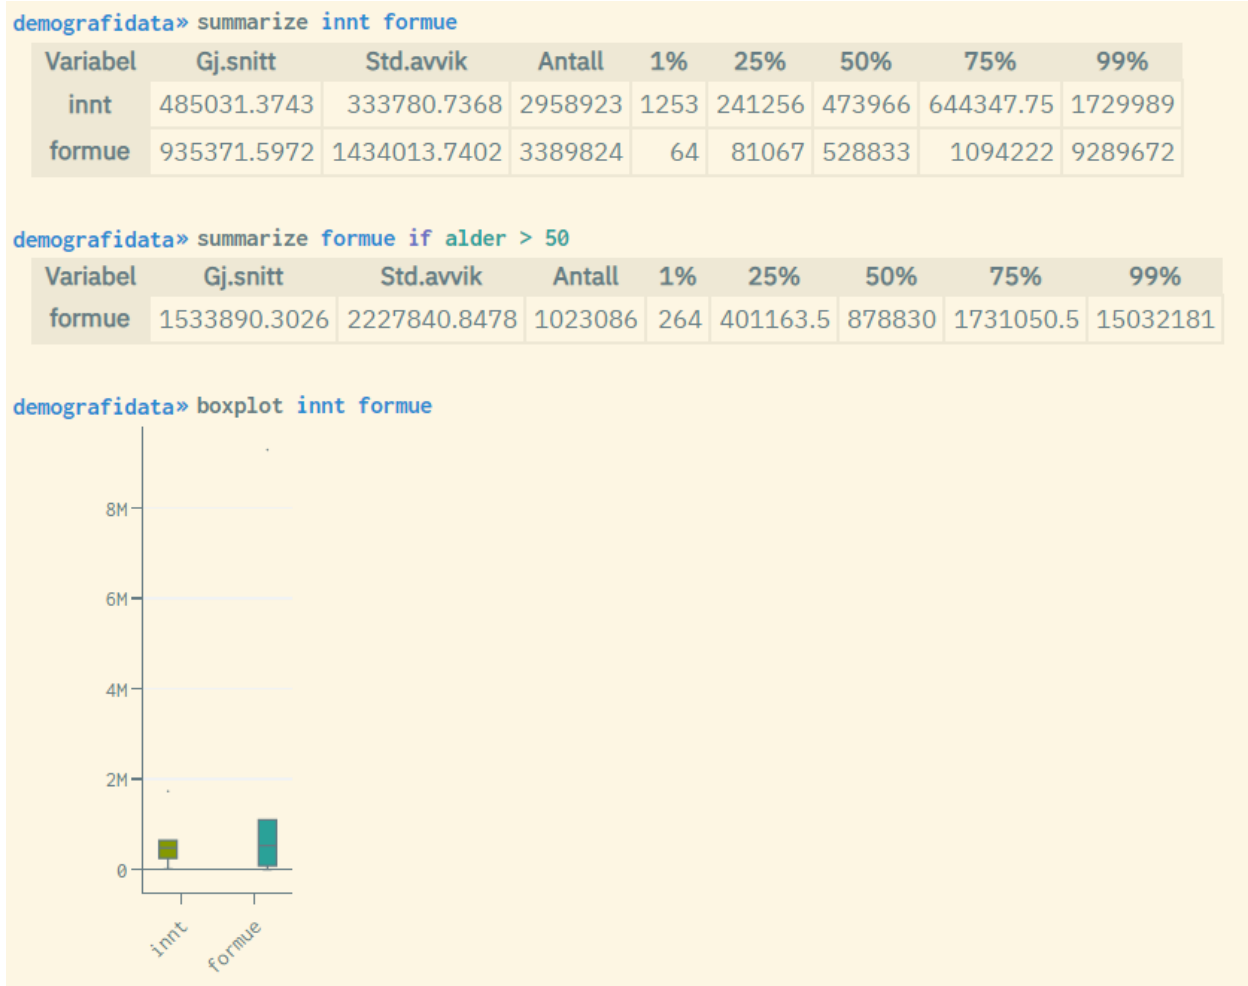 demografidata» summarize innt formue
Variabel Gj.snitt Std.avvik Antall 1% 25% 50% 75% 99%
innt 485031.3743 333780.7368 2958923 1253 241256 473966 644347.75 1729989
formue 935371.5972 1434013.7402 3389824 64 81067 528833 1094222 9289672
demografidata» summarize formue if alder > 50
Variabel Gj.snitt Std.avvik Antall 1% 25% 50% 75% 99%
formue 1533890.3026 2227840.8478 1023086 264 401163.5 878830 1731050.5 15032181
demografidata» boxplot innt formue
8M
6M
4M
2M
0
innt formue